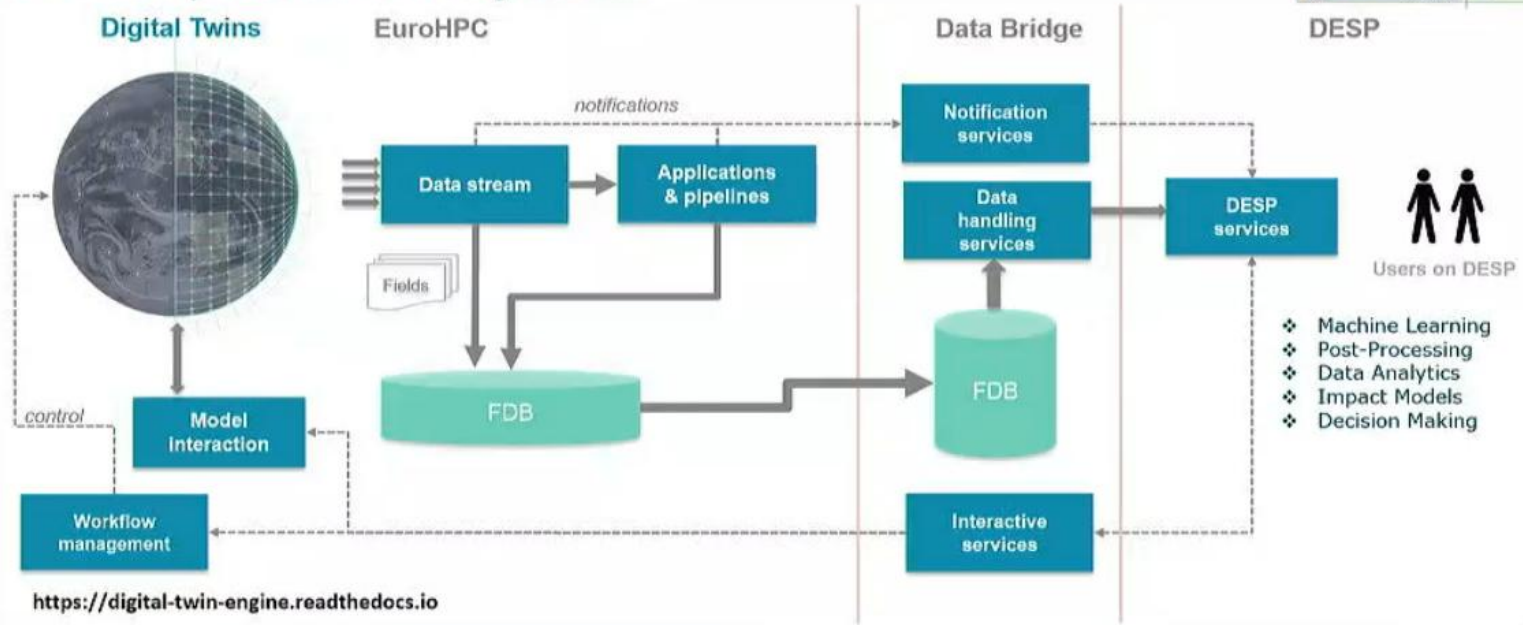 Digital Twins
EuroHPC
Data Bridge
DESP
notifications
Notification
services
Data stream
Applications
& pipelines
Data
handling
services
DESP
services
Users on DESP
Fields
FDB
FDB
Machine Learning
Post-Processing
Data Analytics
Impact Models
Decision Making
control
Model
interaction
Workflow
management
Interactive
services
https://digital-twin-engine.readthedocs.io